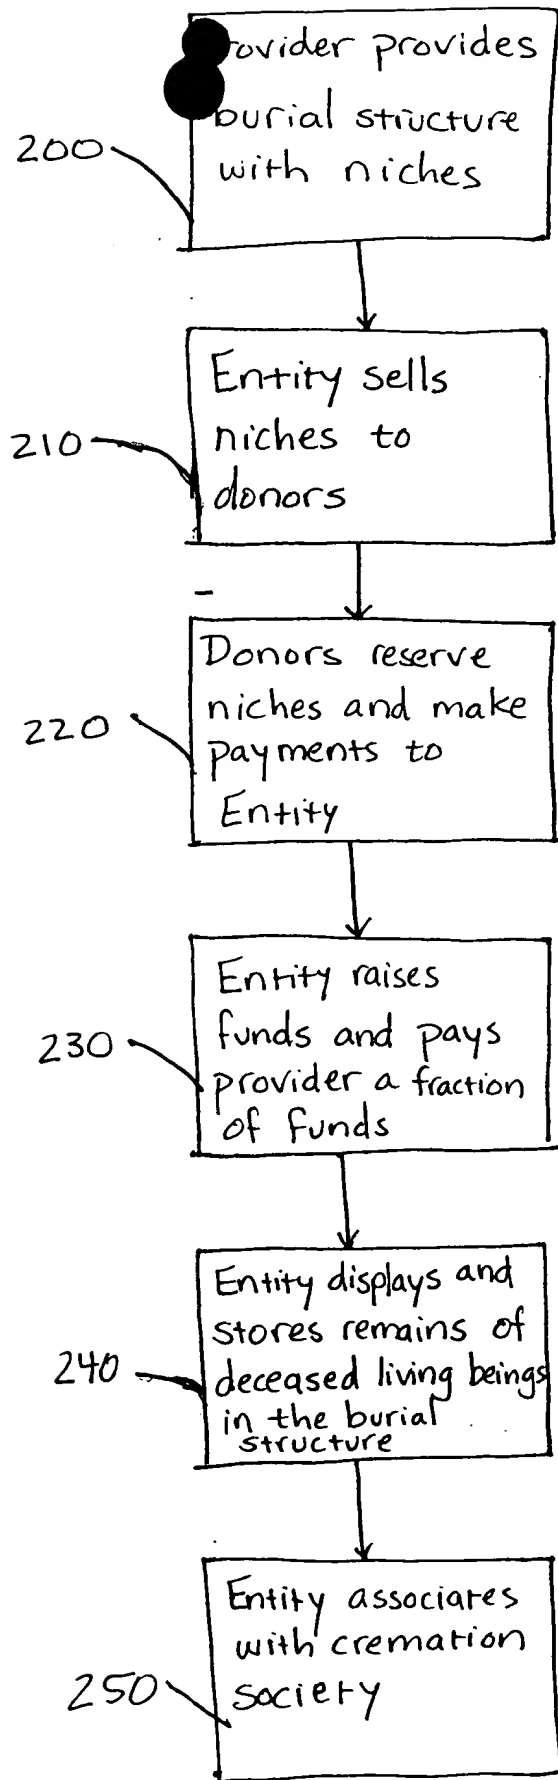 rovider provides
burial structure
with niches
200
Entity sells
niches to
donors
210
Donors reserve
niches and make
payments to
Entity
220
Entity raises
funds and pays
provider a fraction
of funds
230
Entity displays and
stores remains of
deceased living beings
in the burial
structure
240
Entity associates
with cremation
society
250